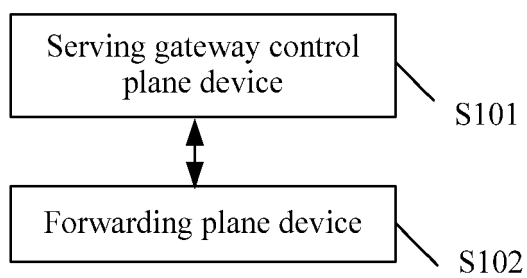 Serving gateway control
plane device
S101
Forwarding plane device
S102